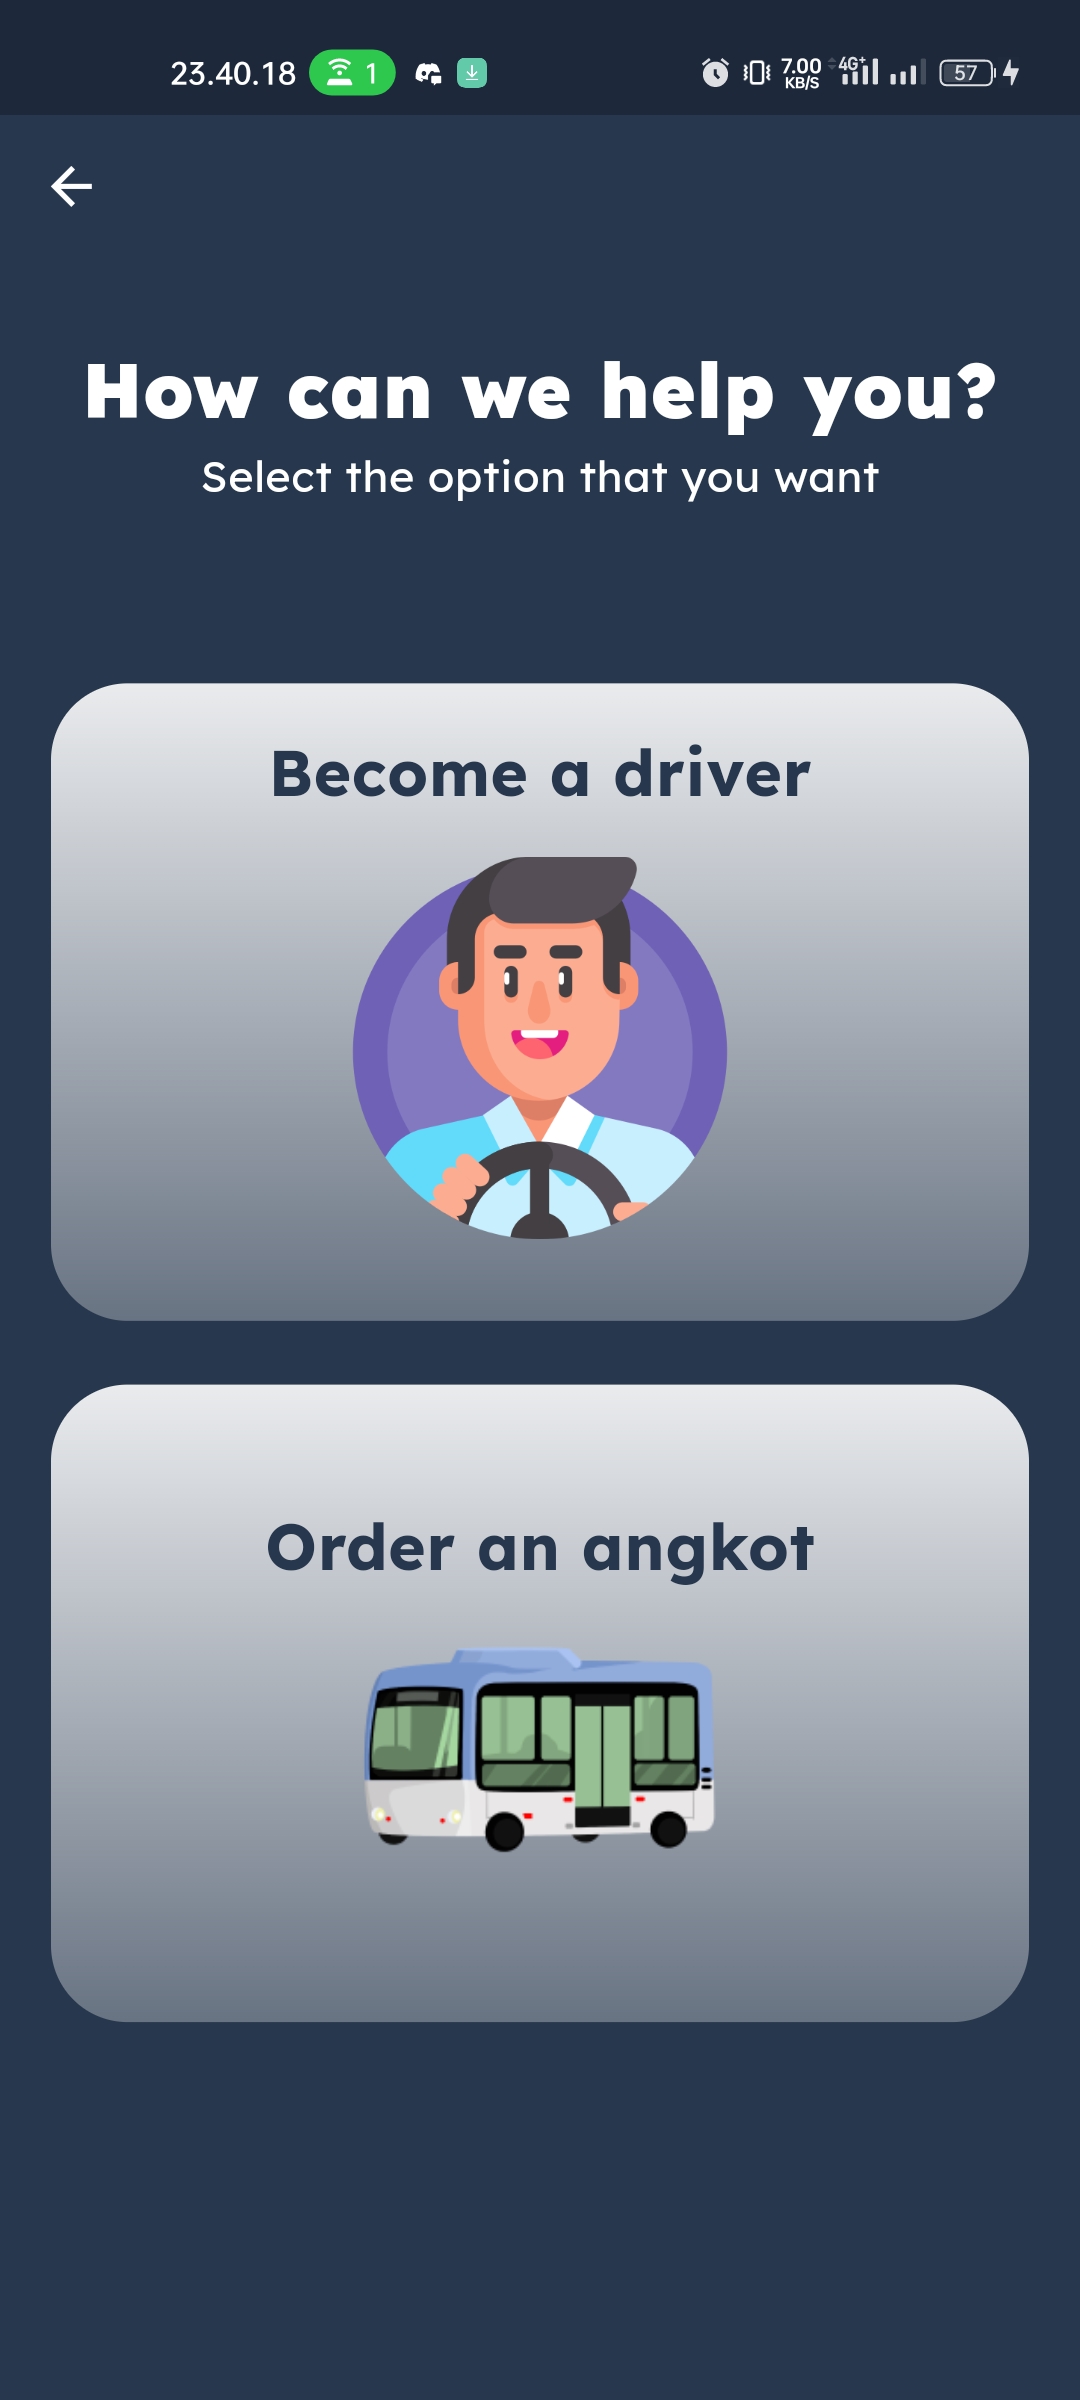 23.40.18 1 7.00 KB/S 4G+ 57
How can we help you?
Select the option that you want
Become a driver
Order an angkot